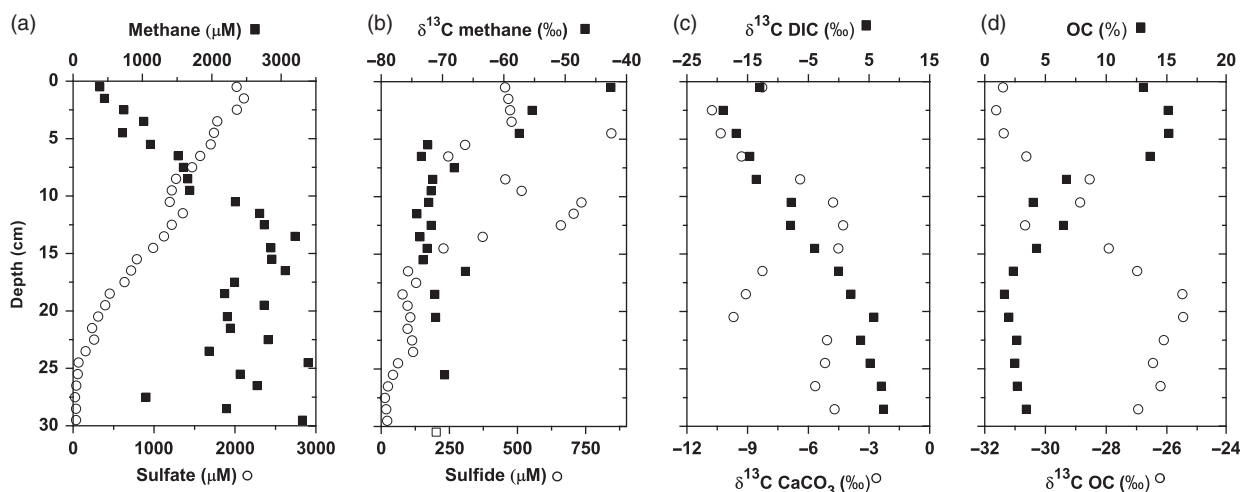 (a) Methane (µM) ■
0 1000 2000 3000
(b) δ¹³C methane (‰) ■
−80 −70 −60 −50 −40
(c) δ¹³C DIC (‰) ■
−25 −15 −5 5 15
(d) OC (%) ■
0 5 10 15 20
Depth (cm)
0
5
10
15
20
25
30
0 1000 2000 3000
Sulfate (µM) ○
0 250 500 750
Sulfide (µM) ○
−12 −9 −6 −3 0
δ¹³C CaCO₃ (‰) ○
−32 −30 −28 −26 −24
δ¹³C OC (‰) ○